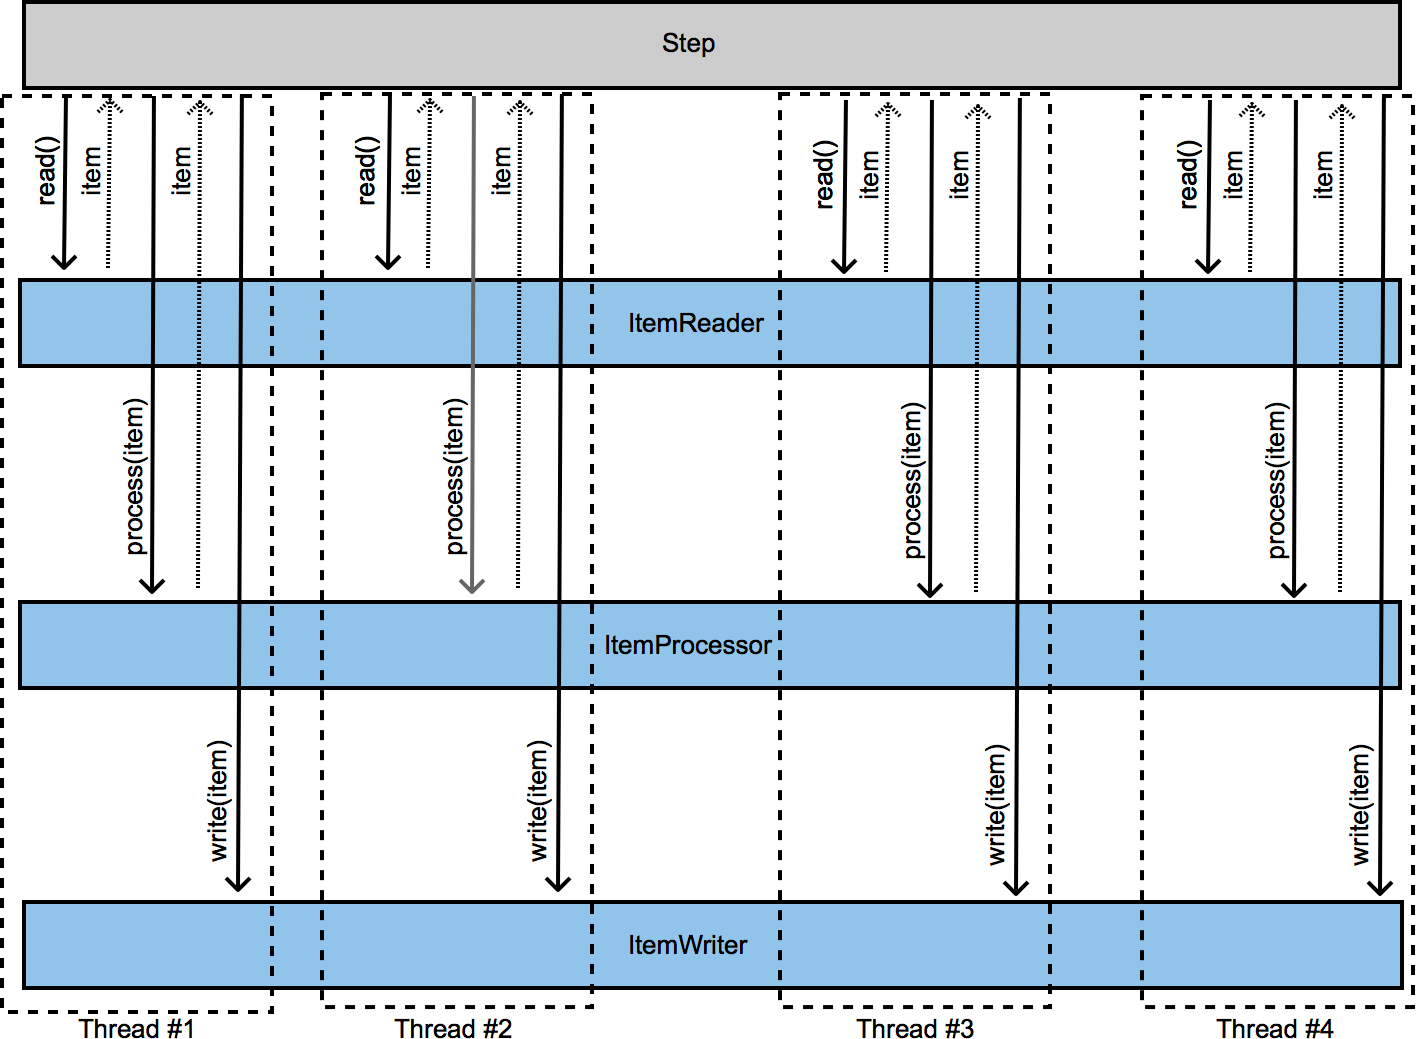 Step
read()
item
item
read()
item
item
read()
item
item
read()
item
item
ItemReader
process(item)
process(item)
process(item)
process(item)
ItemProcessor
write(item)
write(item)
write(item)
write(item)
ItemWriter
Thread #1
Thread #2
Thread #3
Thread #4